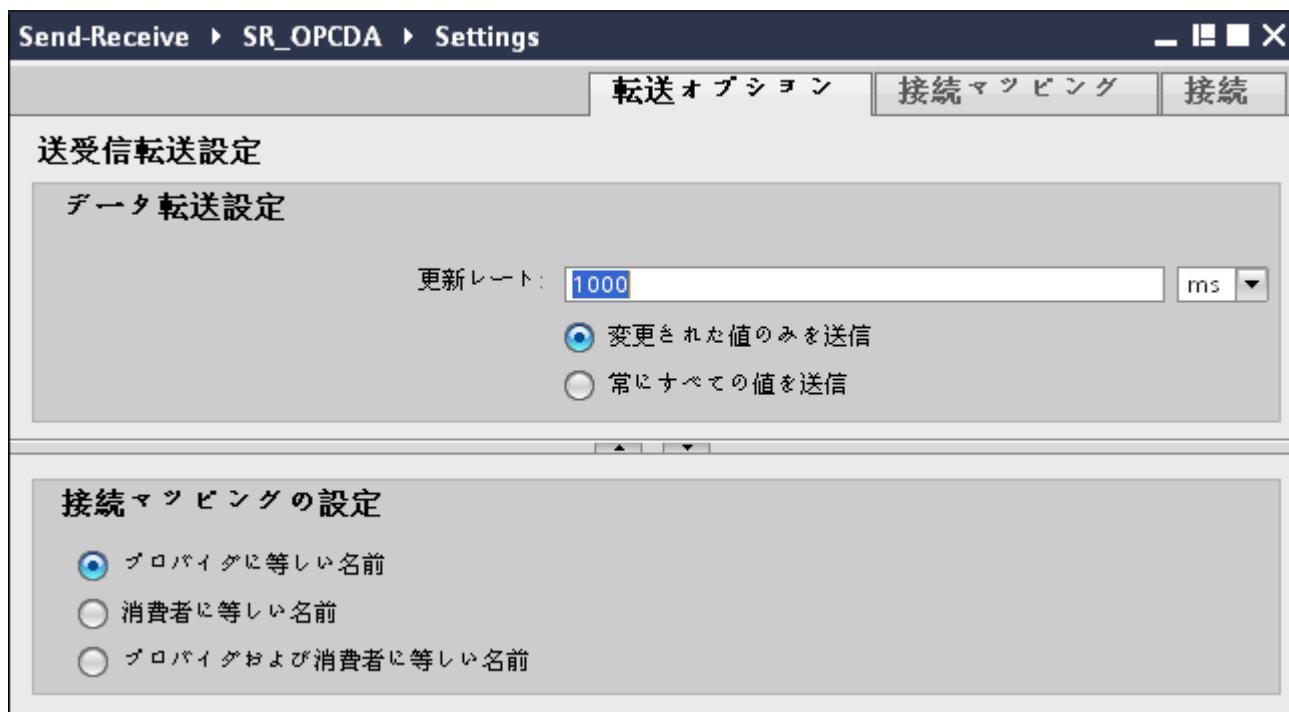 Send-Receive ▸ SR_OPCDA ▸ Settings
転送オプション 接続マッピング 接続
送受信転送設定
データ転送設定
更新レート: 1000 ms
変更された値のみを送信
常にすべての値を送信
接続マッピングの設定
プロバイダに等しい名前
消費者に等しい名前
プロバイダおよび消費者に等しい名前